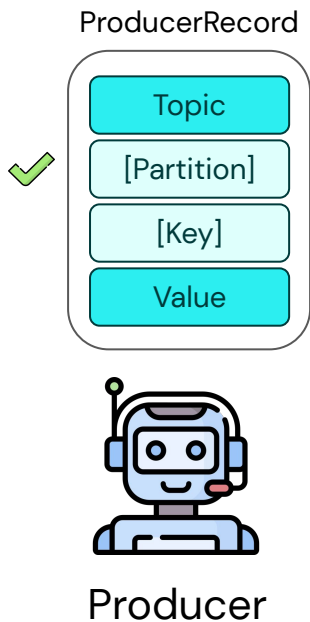 ProducerRecord
Topic
[Partition]
[Key]
Value
Producer